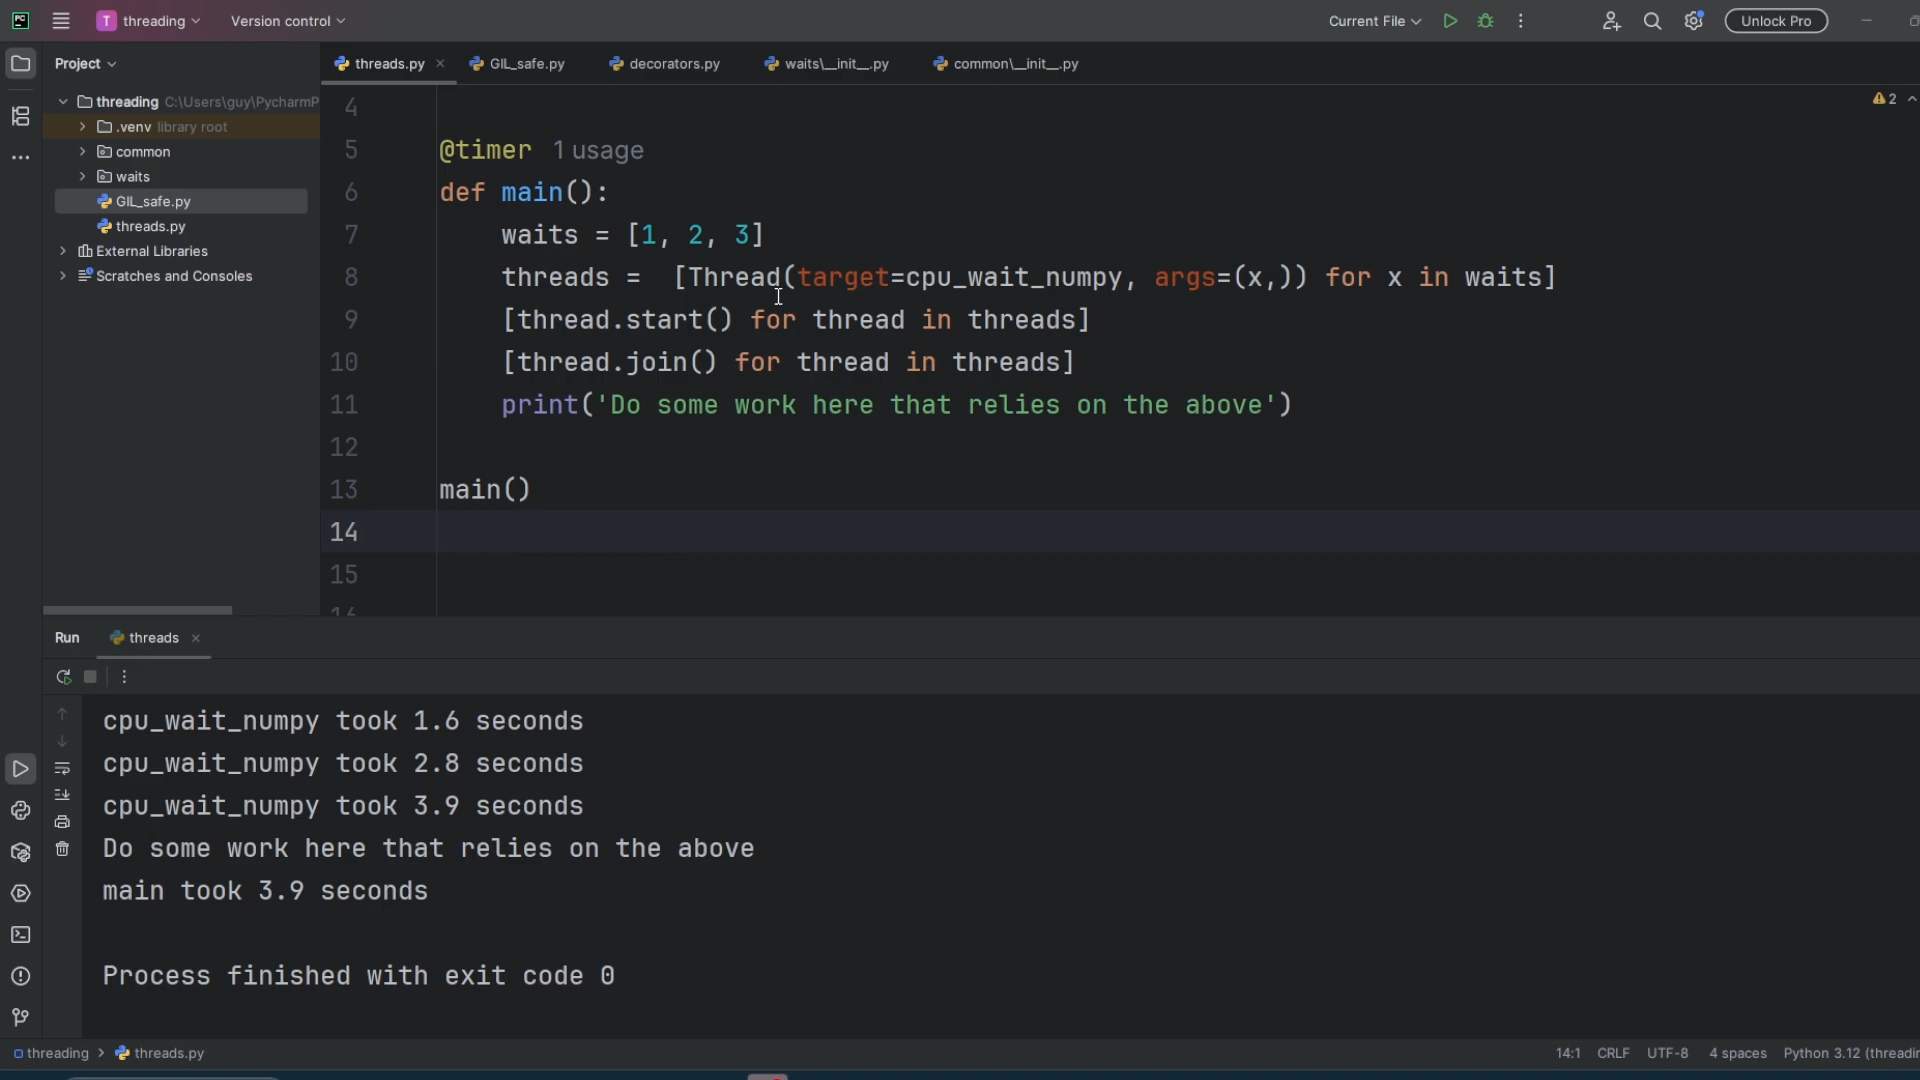 PC T threading Version control Current File Unlock Pro
Project
threads.py GIL_safe.py decorators.py waits\__init__.py common\__init__.py
threading C:\Users\guy\PycharmP
.venv library root
common
waits
GIL_safe.py
threads.py
External Libraries
Scratches and Consoles
2
4
5 @timer 1 usage
6 def main():
7 waits = [1, 2, 3]
8 threads =  [Thread(target=cpu_wait_numpy, args=(x,)) for x in waits]
9 [thread.start() for thread in threads]
10 [thread.join() for thread in threads]
11 print('Do some work here that relies on the above')
12
13 main()
14
15
16
Run threads
cpu_wait_numpy took 1.6 seconds
cpu_wait_numpy took 2.8 seconds
cpu_wait_numpy took 3.9 seconds
Do some work here that relies on the above
main took 3.9 seconds
Process finished with exit code 0
threading threads.py 14:1 CRLF UTF-8 4 spaces Python 3.12 (threadin